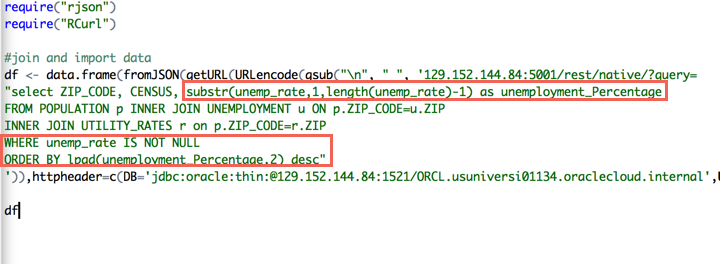 require("rjson")
require("RCurl")
#join and import data
df <- data.frame(fromJSON(getURL(URLencode(gsub("\n", " ", '129.152.144.84:5001/rest/native/?query=
"select ZIP_CODE, CENSUS, substr(unemp_rate,1,length(unemp_rate)-1) as unemployment_Percentage
FROM POPULATION p INNER JOIN UNEMPLOYMENT u ON p.ZIP_CODE=u.ZIP
INNER JOIN UTILITY_RATES r on p.ZIP_CODE=r.ZIP
WHERE unemp_rate IS NOT NULL
ORDER BY lpad(unemployment_Percentage,2) desc"
')),httpheader=c(DB='jdbc:oracle:thin:@129.152.144.84:1521/ORCL.usuniversi01134.oraclecloud.internal',
df